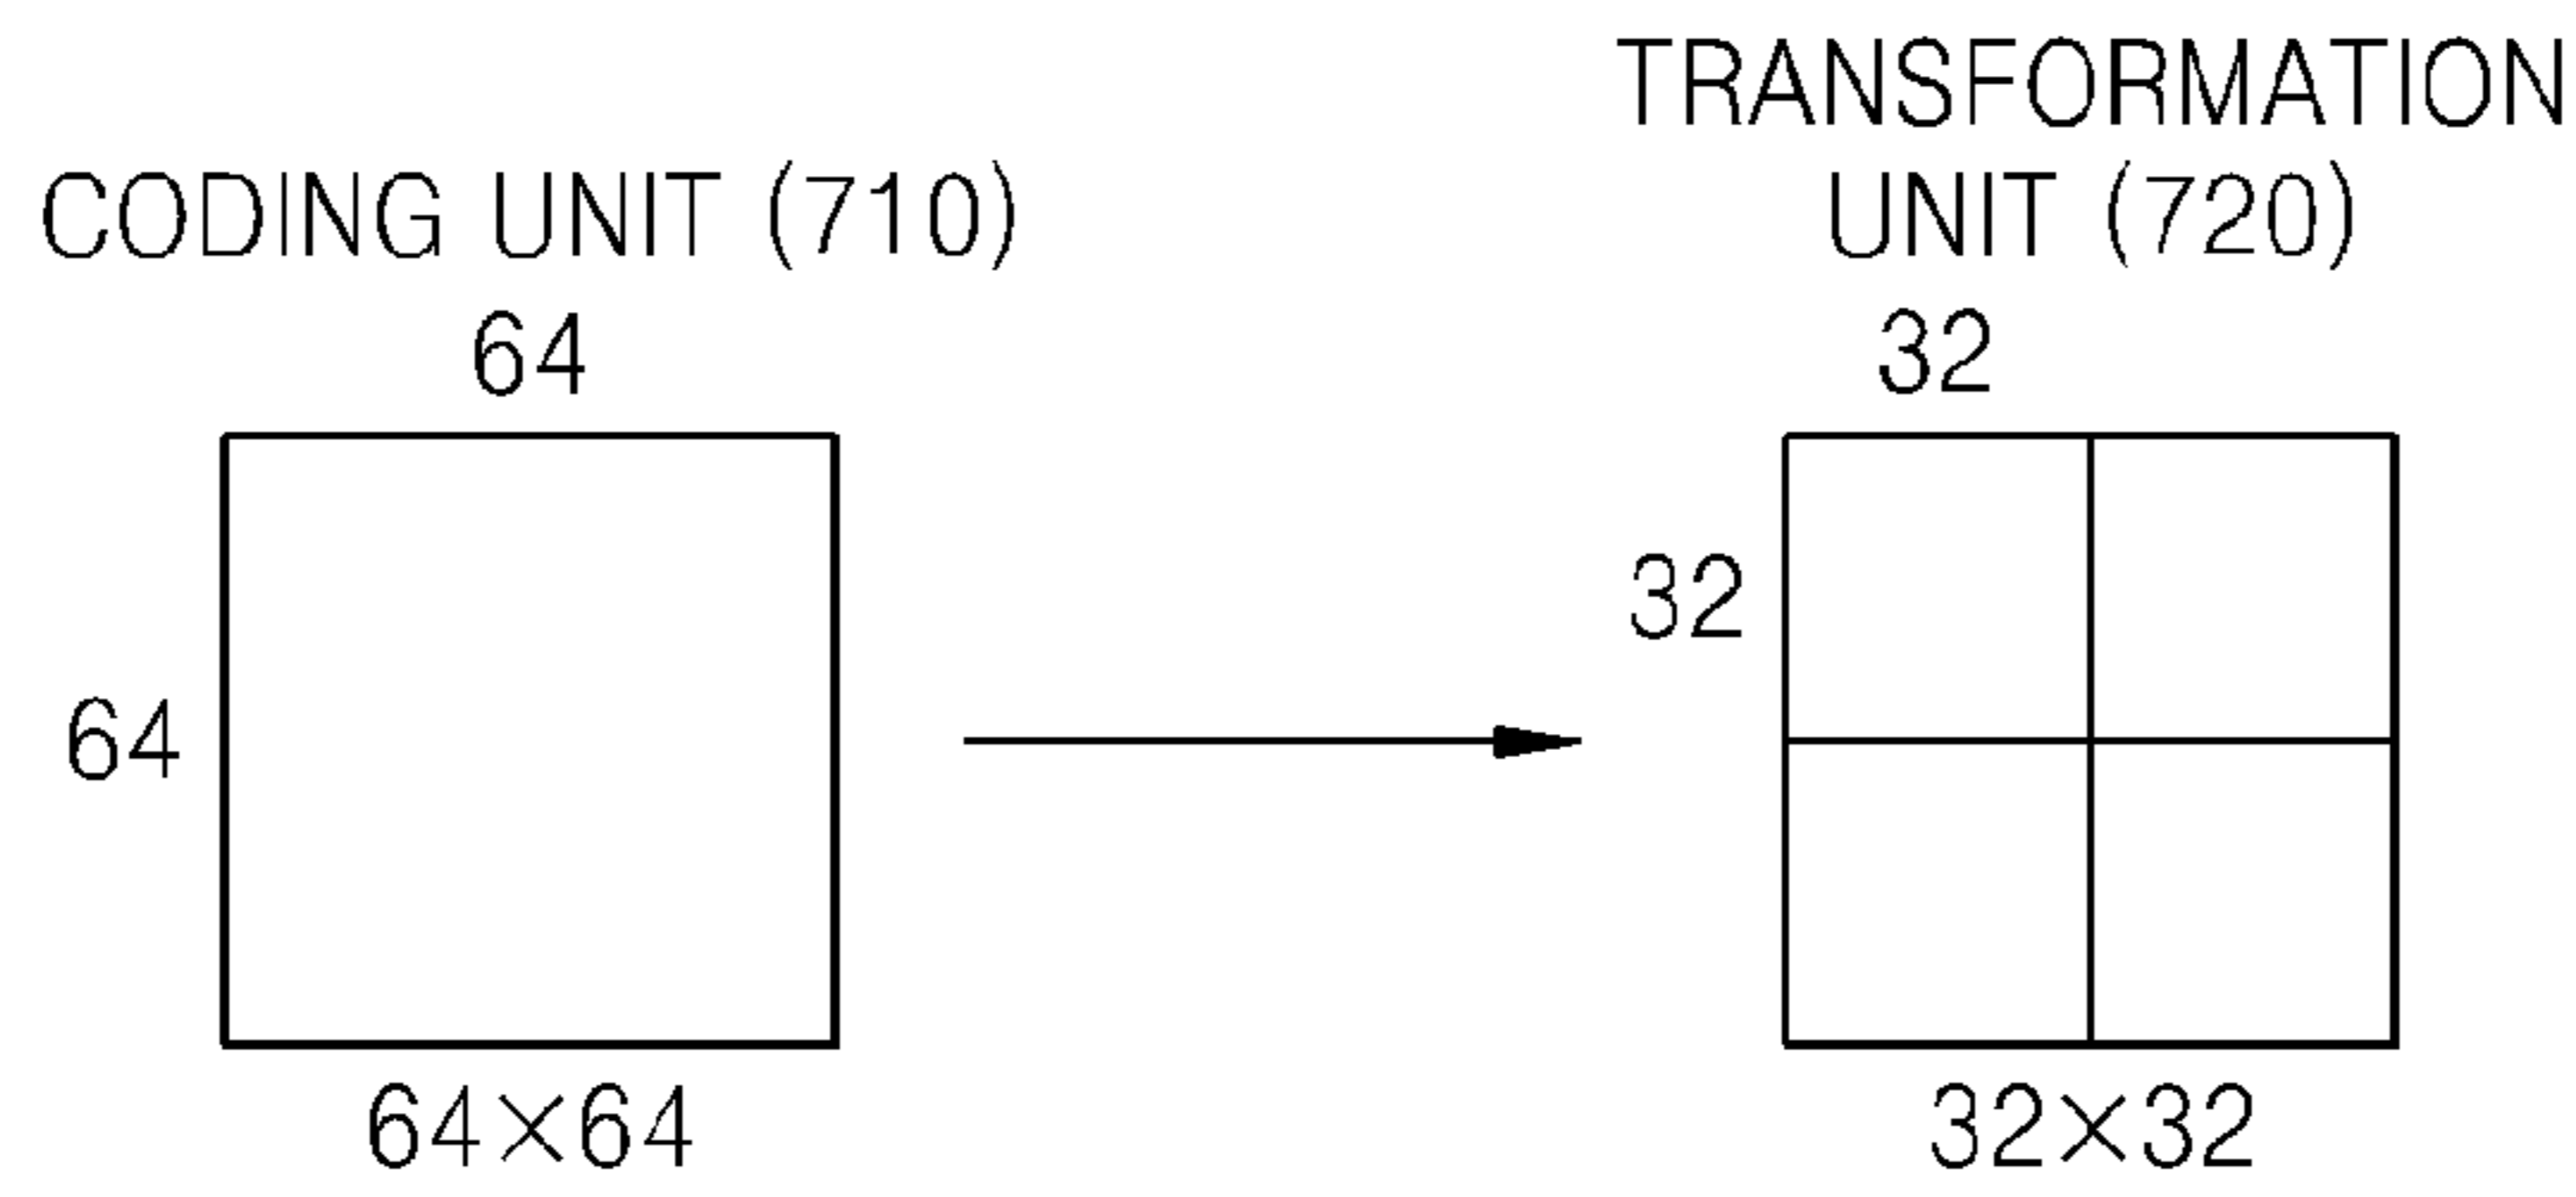 CODING UNIT (710)
64
64
64×64
TRANSFORMATION
UNIT (720)
32
32
32×32